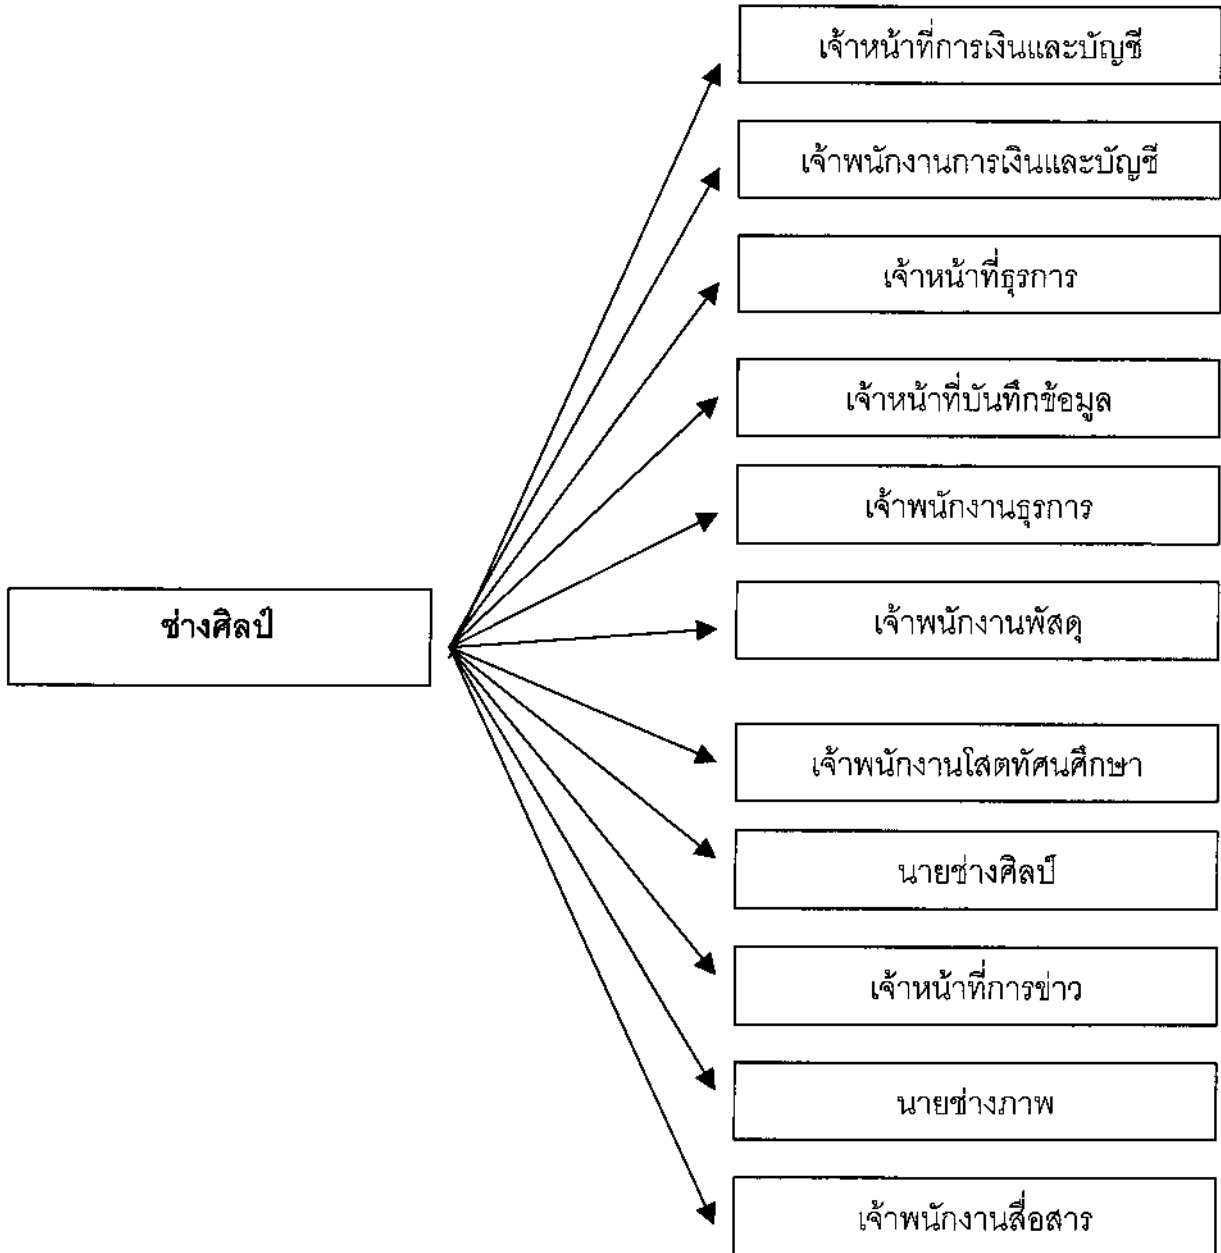 เจ้าหน้าที่การเงินและบัญชี
เจ้าพนักงานการเงินและบัญชี
เจ้าหน้าที่ธุรการ
เจ้าหน้าที่บันทึกข้อมูล
เจ้าพนักงานธุรการ
ช่างศิลป์
เจ้าพนักงานพัสดุ
เจ้าพนักงานโสตทัศนศึกษา
นายช่างศิลป์
เจ้าหน้าที่การข่าว
นายช่างภาพ
เจ้าพนักงานสื่อสาร